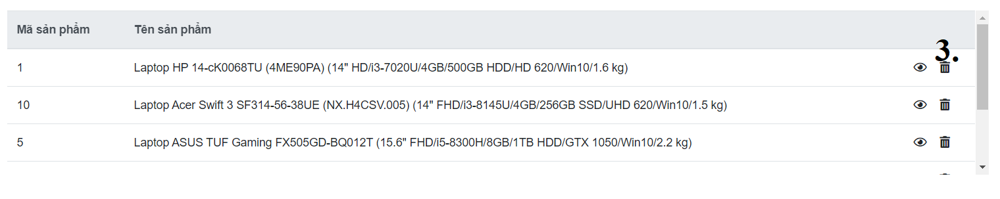 Mã sản phẩm Tên sản phẩm
3.
1 Laptop HP 14-cK0068TU (4ME90PA) (14" HD/i3-7020U/4GB/500GB HDD/HD 620/Win10/1.6 kg)
10 Laptop Acer Swift 3 SF314-56-38UE (NX.H4CSV.005) (14" FHD/i3-8145U/4GB/256GB SSD/UHD 620/Win10/1.5 kg)
5 Laptop ASUS TUF Gaming FX505GD-BQ012T (15.6" FHD/i5-8300H/8GB/1TB HDD/GTX 1050/Win10/2.2 kg)